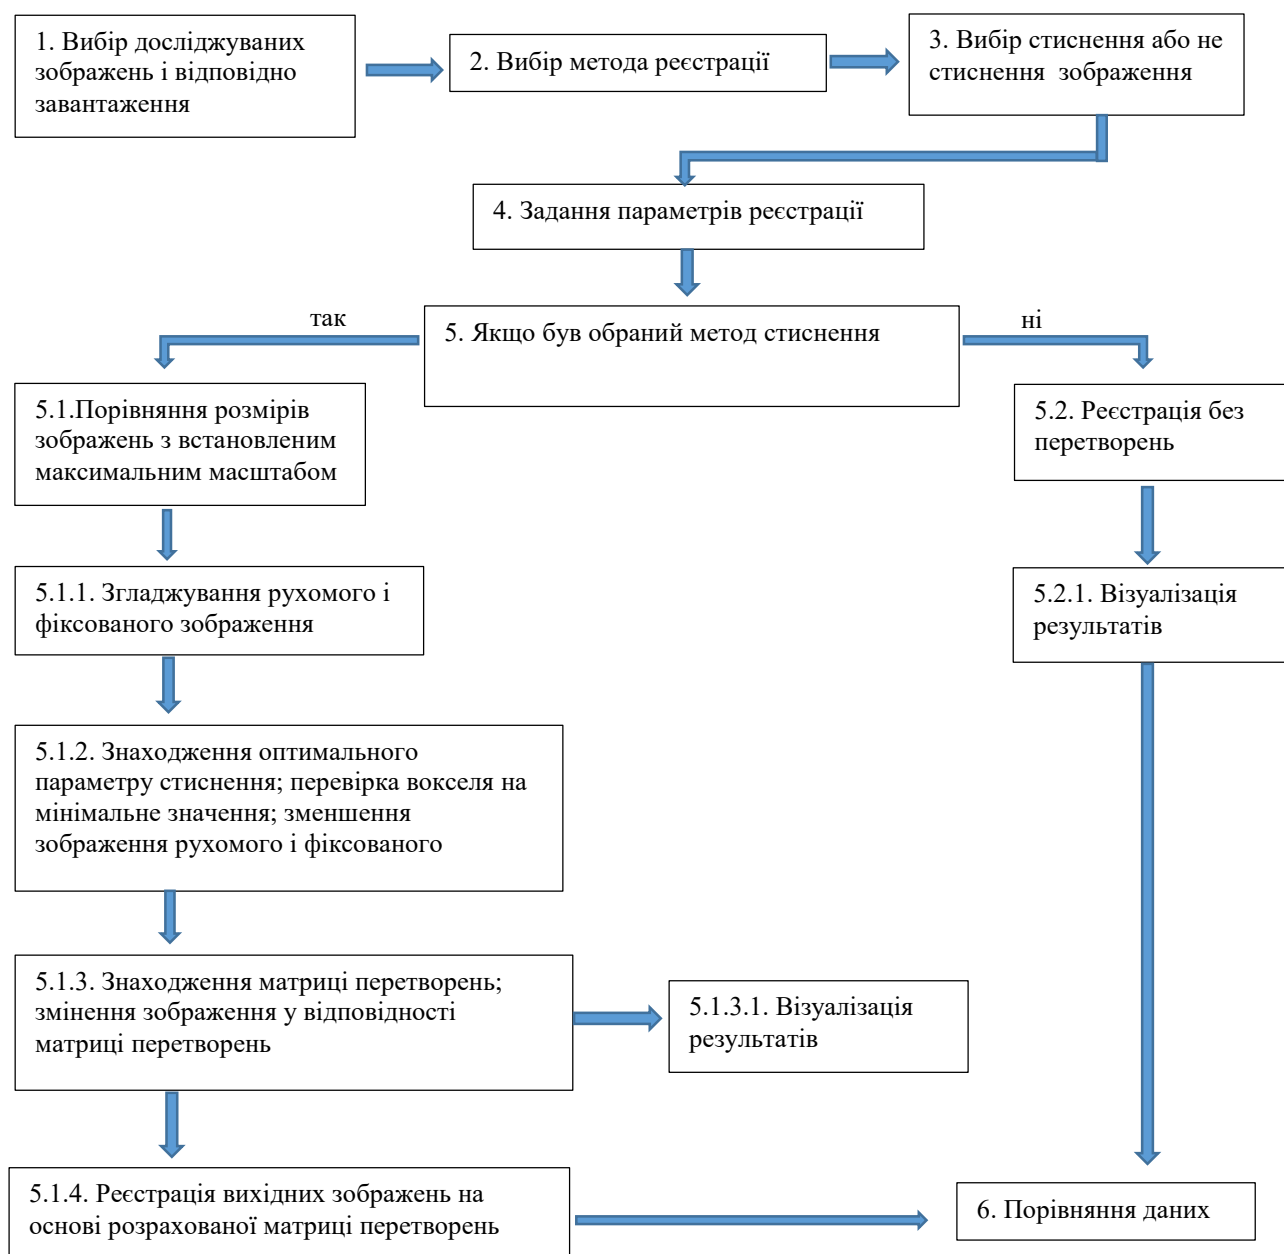 1. Вибір досліджуваних
зображень і відповідно
завантаження
2. Вибір метода реєстрації
3. Вибір стиснення або не
стиснення зображення
4. Задання параметрів реєстрації
так
5. Якщо був обраний метод стиснення
ні
5.1.Порівняння розмірів
зображень з встановленим
максимальним масштабом
5.2. Реєстрація без
перетворень
5.1.1. Згладжування рухомого і
фіксованого зображення
5.2.1. Візуалізація
результатів
5.1.2. Знаходження оптимального
параметру стиснення; перевірка вокселя на
мінімальне значення; зменшення
зображення рухомого і фіксованого
5.1.3. Знаходження матриці перетворень;
змінення зображення у відповідності
матриці перетворень
5.1.3.1. Візуалізація
результатів
5.1.4. Реєстрація вихідних зображень на
основі розрахованої матриці перетворень
6. Порівняння даних